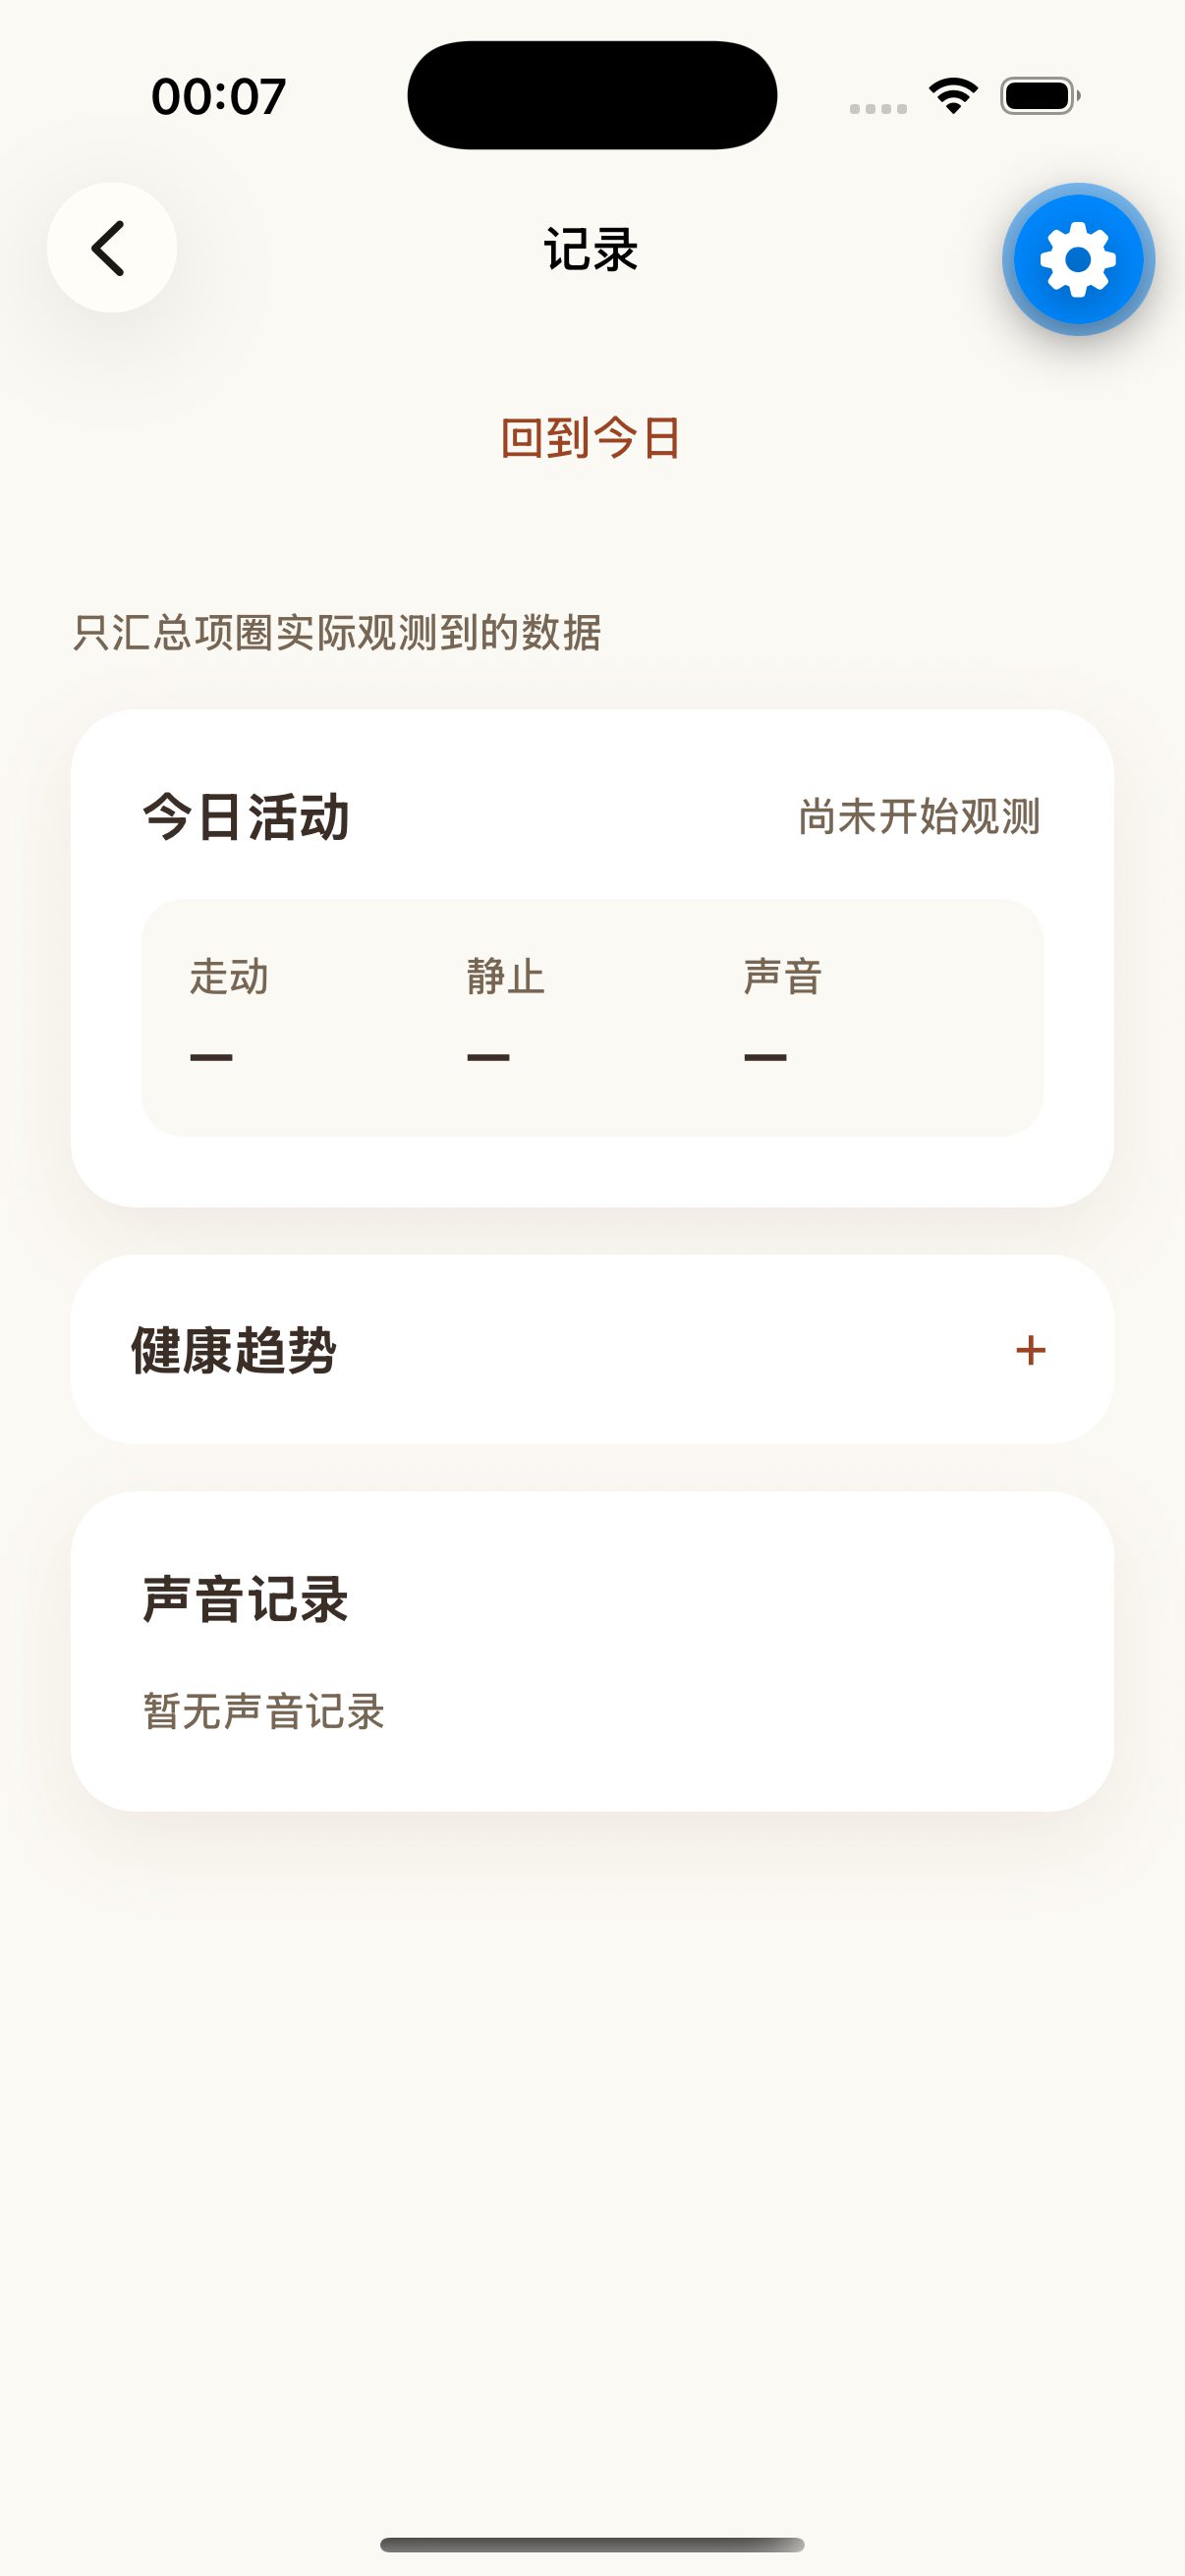 00:07
记录
回到今日
只汇总项圈实际观测到的数据
今日活动 尚未开始观测
走动 静止 声音
— — —
健康趋势 +
声音记录
暂无声音记录